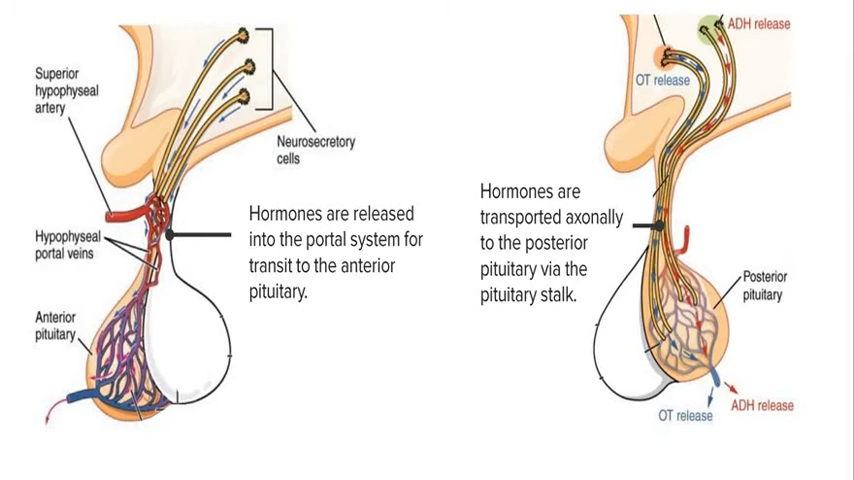 Superior
hypophyseal
artery
Neurosecretory
cells
Hormones are released
into the portal system for
transit to the anterior
pituitary.
Hypophyseal
portal veins
Anterior
pituitary
ADH release
OT release
Hormones are
transported axonally
to the posterior
pituitary via the
pituitary stalk.
Posterior
pituitary
OT release
ADH release